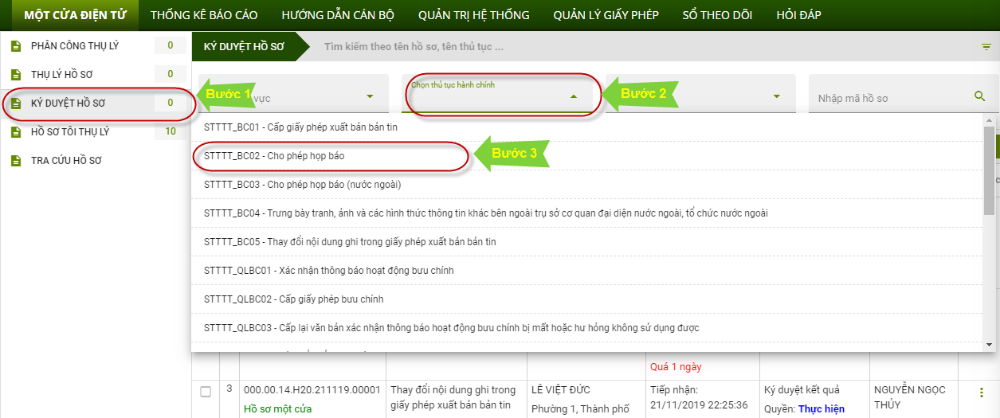 MỘT CỬA ĐIỆN TỬ THỐNG KÊ BÁO CÁO HƯỚNG DẪN CÁN BỘ QUẢN TRỊ HỆ THỐNG QUẢN LÝ GIẤY PHÉP SỔ THEO DÕI HỎI ĐÁP
PHÂN CÔNG THỤ LÝ 0
THỤ LÝ HỒ SƠ 0
KÝ DUYỆT HỒ SƠ 0
HỒ SƠ TÔI THỤ LÝ 10
TRA CỨU HỒ SƠ
KÝ DUYỆT HỒ SƠ Tìm kiếm theo tên hồ sơ, tên thủ tục ...
Bước 1 vực
Chọn thủ tục hành chính
Bước 2
Nhập mã hồ sơ
STTTT_BC01 - Cấp giấy phép xuất bản bản tin
STTTT_BC02 - Cho phép họp báo
Bước 3
STTTT_BC03 - Cho phép họp báo (nước ngoài)
STTTT_BC04 - Trưng bày tranh, ảnh và các hình thức thông tin khác bên ngoài trụ sở cơ quan đại diện nước ngoài, tổ chức nước ngoài
STTTT_BC05 - Thay đổi nội dung ghi trong giấy phép xuất bản bản tin
STTTT_QLBC01 - Xác nhận thông báo hoạt động bưu chính
STTTT_QLBC02 - Cấp giấy phép bưu chính
STTTT_QLBC03 - Cấp lại văn bản xác nhận thông báo hoạt động bưu chính bị mất hoặc hư hỏng không sử dụng được
Quá 1 ngày
3 000.00.14.H20.211119.00001 Thay đổi nội dung ghi trong LÊ VIỆT ĐỨC Tiếp nhận: Ký duyệt kết quả NGUYỄN NGỌC
Hồ sơ một cửa giấy phép xuất bản bản tin Phường 1, Thành phố 21/11/2019 22:25:36 Quyền: Thực hiện THỦY